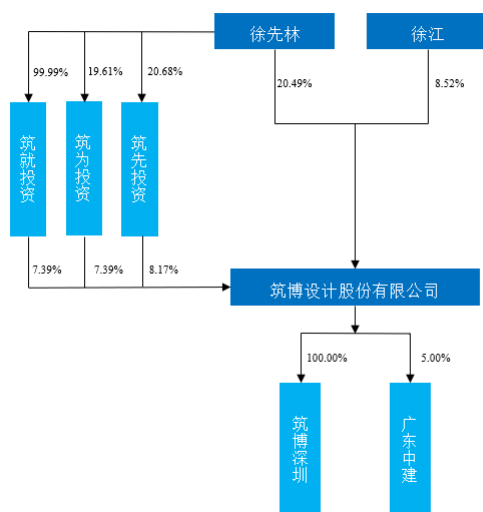 徐先林
徐江
99.99%
19.61%
20.68%
20.49%
8.52%
筑就投资
筑为投资
筑先投资
7.39%
7.39%
8.17%
筑博设计股份有限公司
100.00%
5.00%
筑博深圳
广东中建